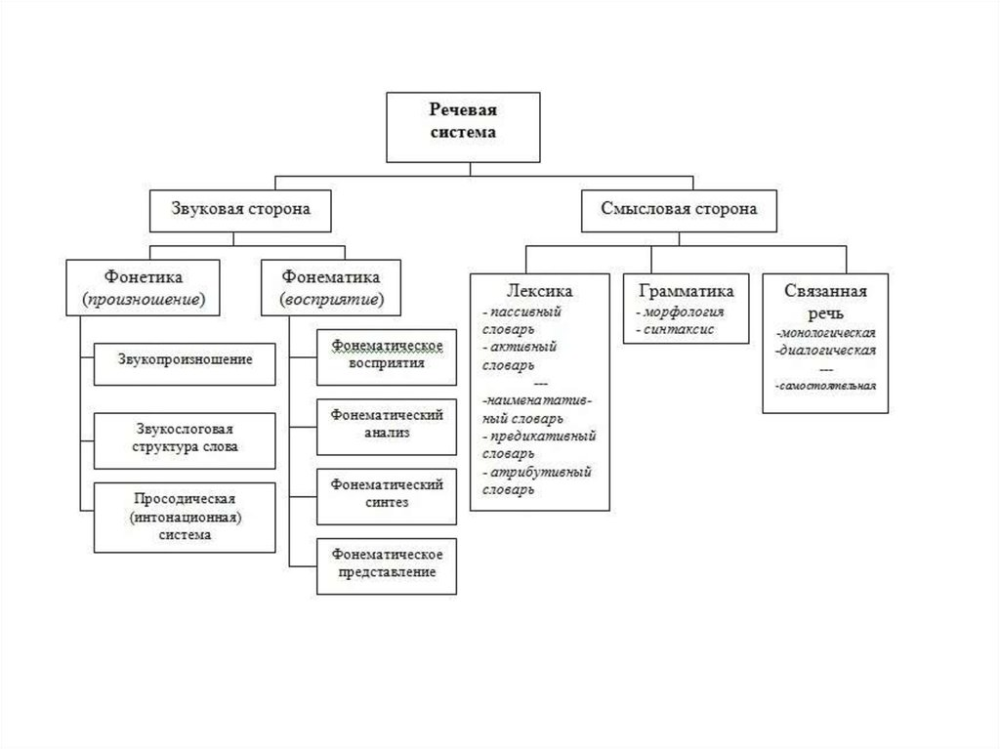 Речевая
система
Звуковая сторона
Смысловая сторона
Фонетика
(произношение)
Фонематика
(восприятие)
Звукопроизношение
Звукослоговая
структура слова
Просодическая
(интонационная)
система
Фонематическое
восприятия
Фонематический
анализ
Фонематический
синтез
Фонематическое
представление
Лексика
- пассивный
словарь
- активный
словарь
---
-наименататив-
ный словарь
- предикативный
словарь
- атрибутивный
словарь
Грамматика
- морфология
- синтаксис
Связанная
речь
-монологическая
-диалогическая
---
-самостоятельная